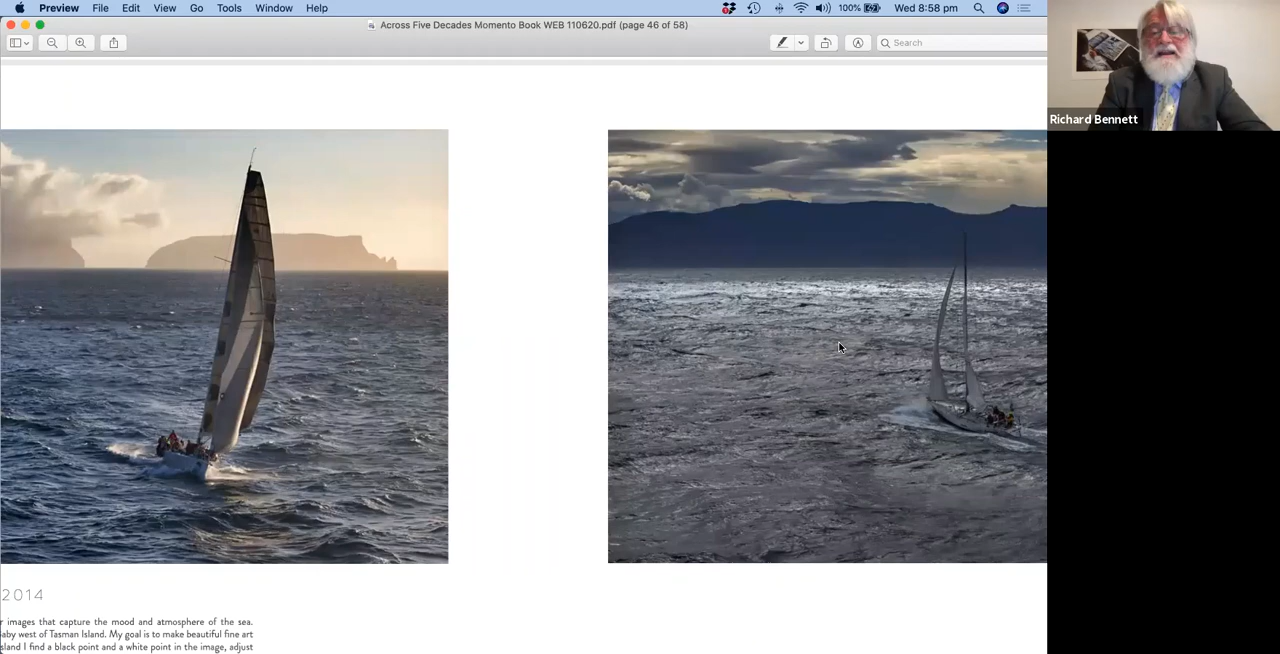 Preview File Edit View Go Tools Window Help 100% Wed 8:58 pm
Across Five Decades Momento Book WEB 110620.pdf (page 46 of 58)
Search
Richard Bennett
2014
r images that capture the mood and atmosphere of the sea.
aby west of Tasman Island. My goal is to make beautiful fine art
sland I find a black point and a white point in the image, adjust